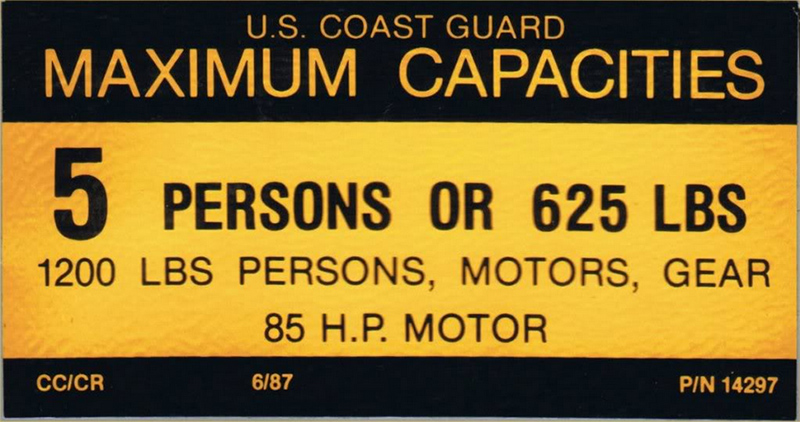 U.S. COAST GUARD
MAXIMUM CAPACITIES
5 PERSONS OR 625 LBS
1200 LBS PERSONS, MOTORS, GEAR
85 H.P. MOTOR
CC/CR 6/87 P/N 14297